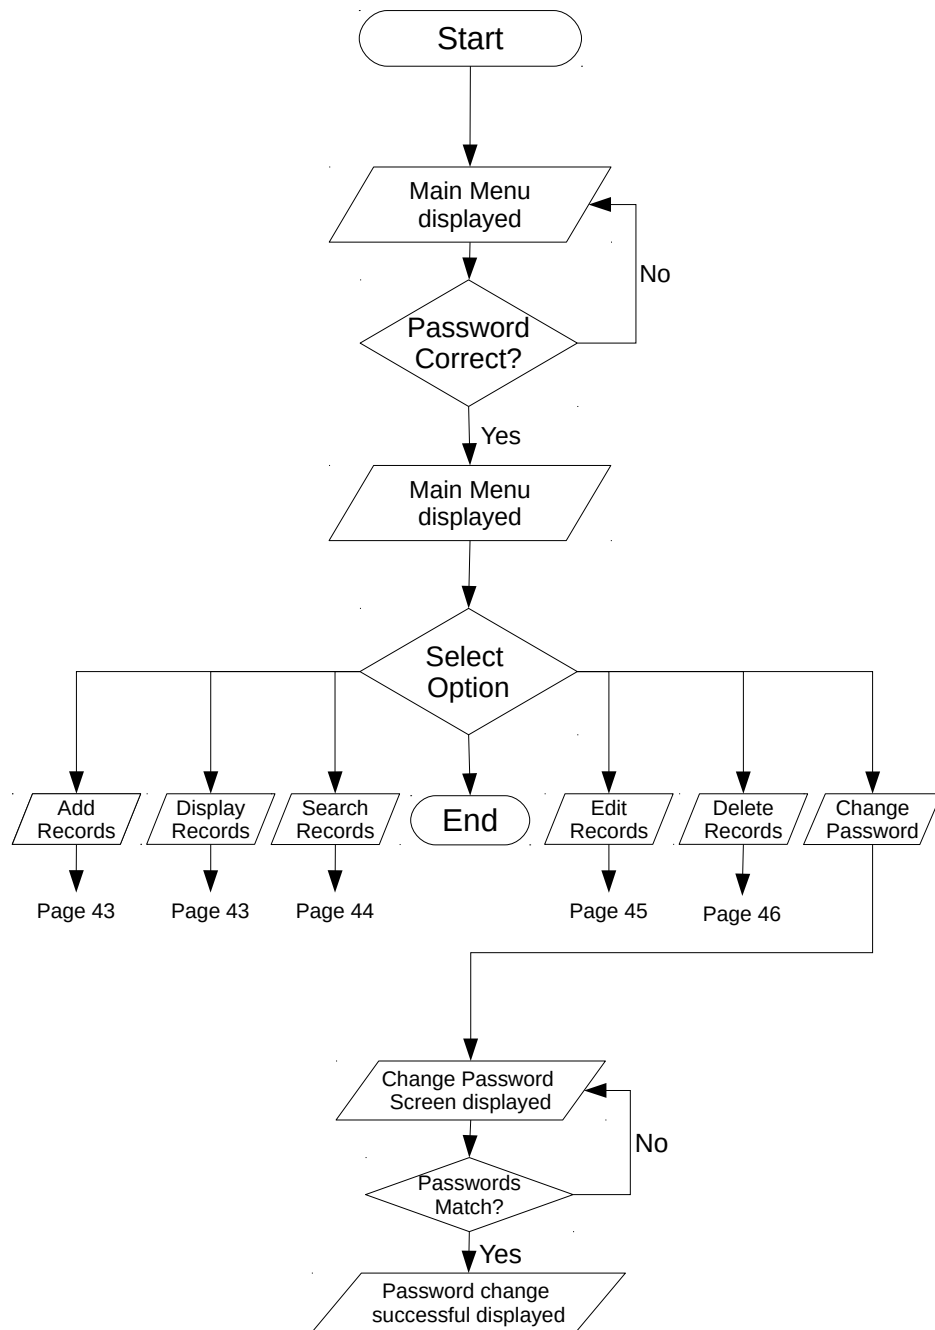 Start
Main Menu
displayed
No
Password
Correct?
Yes
Main Menu
displayed
Select
Option
Add
Records
Display
Records
Search
Records
End
Edit
Records
Delete
Records
Change
Password
Page 43
Page 43
Page 44
Page 45
Page 46
Change Password
Screen displayed
No
Passwords
Match?
Yes
Password change
successful displayed